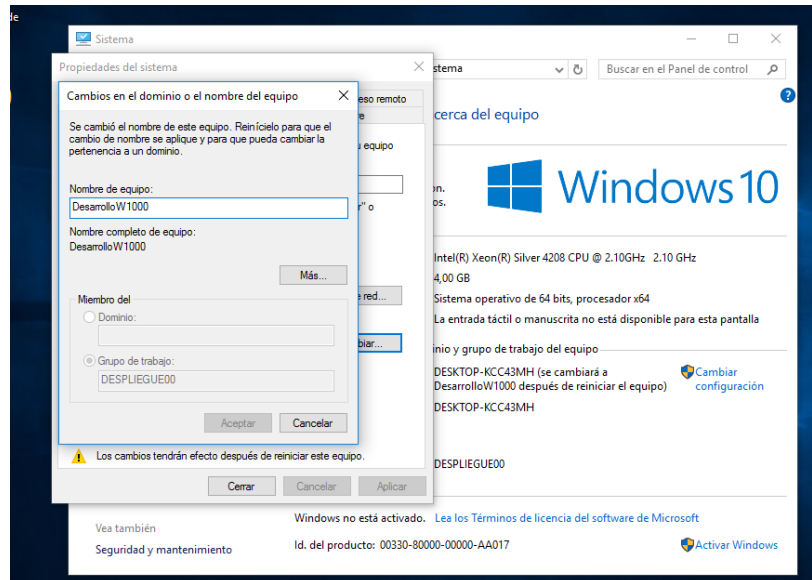 de
Sistema
Propiedades del sistema
stema
Buscar en el Panel de control
Cambios en el dominio o el nombre del equipo
eso remoto
re
cerca del equipo
Se cambió el nombre de este equipo. Reinícielo para que el
cambio de nombre se aplique y para que pueda cambiar la
pertenencia a un dominio.
u equipo
Nombre de equipo:
DesarrolloW1000
on.
os.
r" o
Windows 10
Nombre completo de equipo:
DesarrolloW1000
Más...
Intel(R) Xeon(R) Silver 4208 CPU @ 2.10GHz 2.10 GHz
4,00 GB
Sistema operativo de 64 bits, procesador x64
La entrada táctil o manuscrita no está disponible para esta pantalla
Miembro del
Dominio:
e red...
biar...
inio y grupo de trabajo del equipo
Grupo de trabajo:
DESPLIEGUE00
DESKTOP-KCC43MH (se cambiará a
DesarrolloW1000 después de reiniciar el equipo)
Cambiar
configuración
DESKTOP-KCC43MH
Aceptar
Cancelar
Los cambios tendrán efecto después de reiniciar este equipo.
DESPLIEGUE00
Cerrar
Cancelar
Aplicar
Vea también
Seguridad y mantenimiento
Windows no está activado. Lea los Términos de licencia del software de Microsoft
Id. del producto: 00330-80000-00000-AA017
Activar Windows